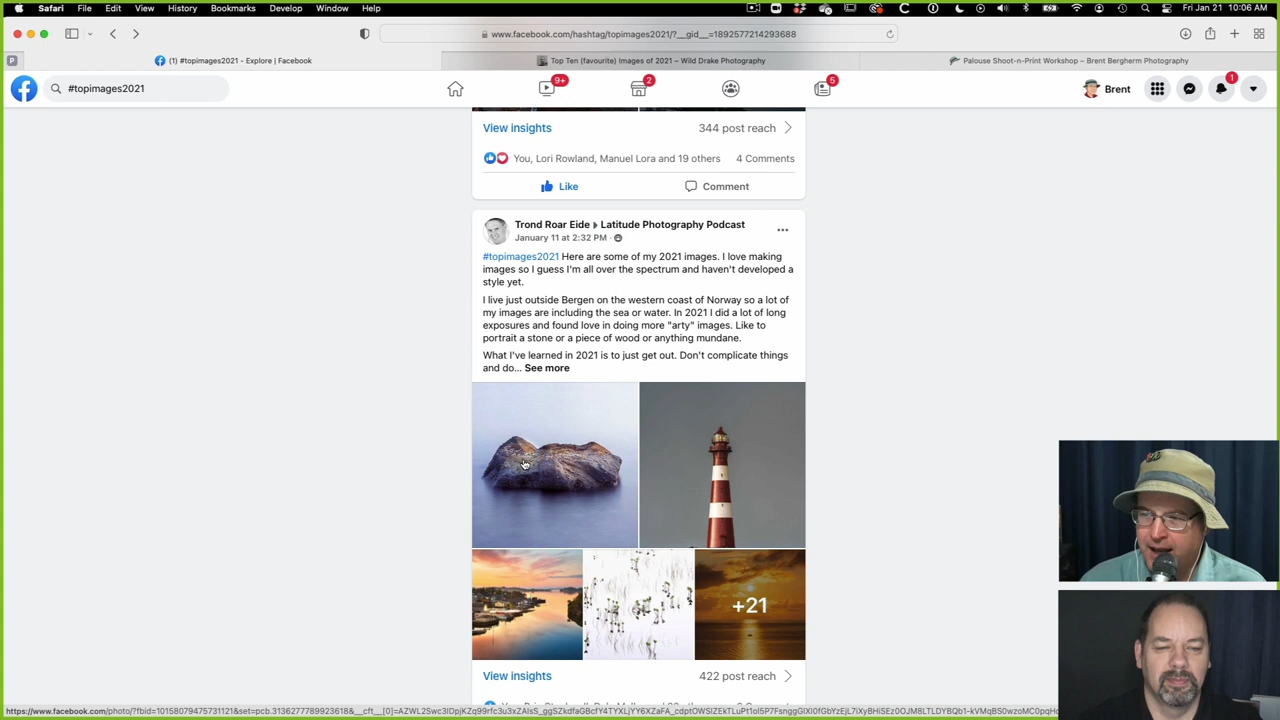 Safari File Edit View History Bookmarks Develop Window Help
Fri Jan 21 10:06 AM
www.facebook.com/hashtag/topimages2021/?__gid__=1892577214293688
(1) #topimages2021 - Explore | Facebook
Top Ten (favourite) Images of 2021 – Wild Drake Photography
Palouse Shoot-n-Print Workshop – Brent Bergherm Photography
#topimages2021
9+
2
5
Brent
1
View insights
344 post reach
You, Lori Rowland, Manuel Lora and 19 others
4 Comments
Like
Comment
Trond Roar Eide Latitude Photography Podcast
January 11 at 2:32 PM ·
#topimages2021 Here are some of my 2021 images. I love making
images so I guess I'm all over the spectrum and haven't developed a
style yet.
I live just outside Bergen on the western coast of Norway so a lot of
my images are including the sea or water. In 2021 I did a lot of long
exposures and found love in doing more "arty" images. Like to
portrait a stone or a piece of wood or anything mundane.
What I've learned in 2021 is to just get out. Don't complicate things
and do... See more
+21
View insights
422 post reach